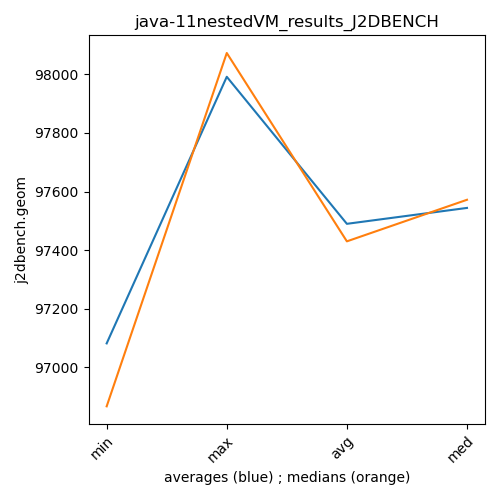 java-11nestedVM_results_J2DBENCH
98000
97800
97600
97400
97200
97000
j2dbench.geom
min
max
avg
med
averages (blue) ; medians (orange)